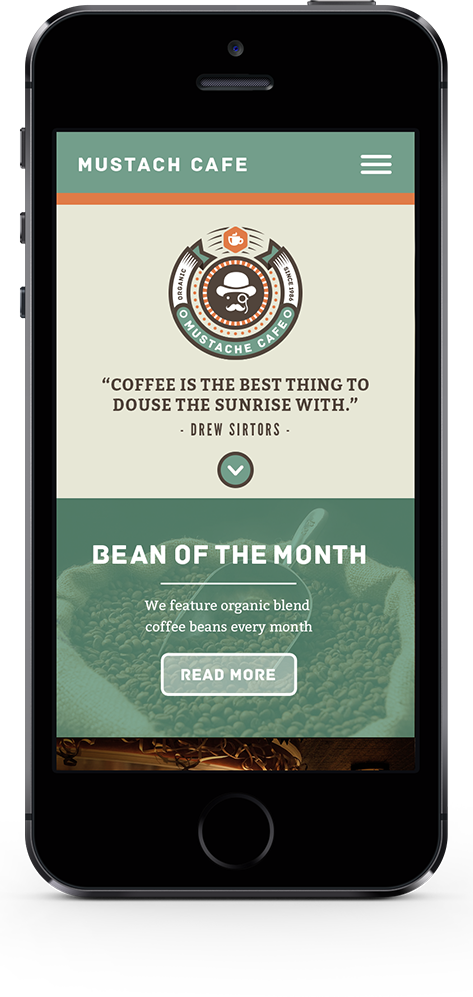 MUSTACH CAFE
ORGANIC
SINCE 1986
MUSTACHE CAFE
“COFFEE IS THE BEST THING TO
DOUSE THE SUNRISE WITH.”
- DREW SIRTORS -
BEAN OF THE MONTH
We feature organic blend
coffee beans every month
READ MORE